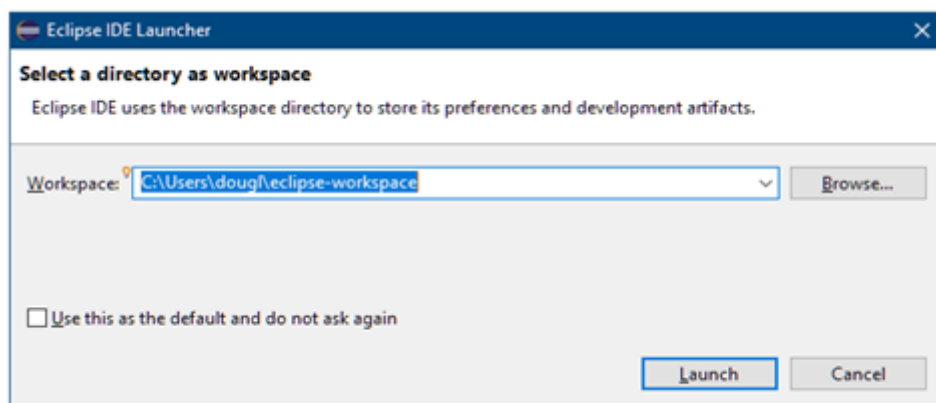 Eclipse IDE Launcher
Select a directory as workspace
Eclipse IDE uses the workspace directory to store its preferences and development artifacts.
Workspace: C:\Users\dougl\eclipse-workspace Browse...
Use this as the default and do not ask again
Launch Cancel